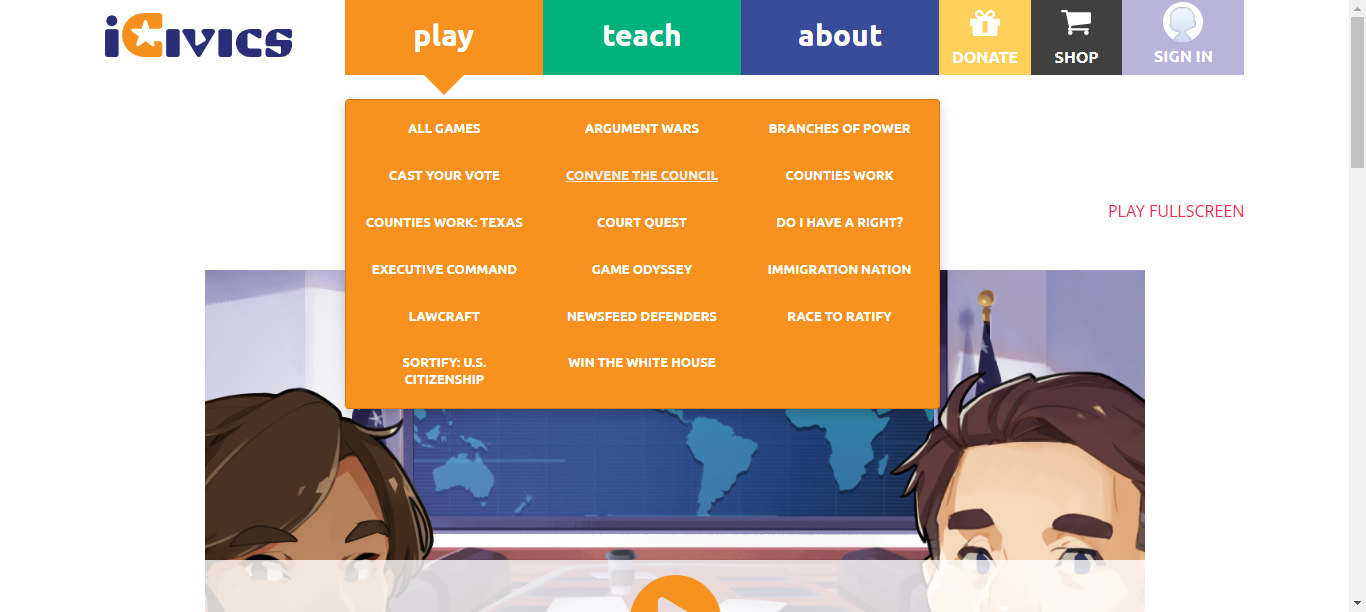 iCivics
play
teach
about
DONATE
SHOP
SIGN IN
ALL GAMES
ARGUMENT WARS
BRANCHES OF POWER
CAST YOUR VOTE
CONVENE THE COUNCIL
COUNTIES WORK
COUNTIES WORK: TEXAS
COURT QUEST
DO I HAVE A RIGHT?
EXECUTIVE COMMAND
GAME ODYSSEY
IMMIGRATION NATION
LAWCRAFT
NEWSFEED DEFENDERS
RACE TO RATIFY
SORTIFY: U.S.
CITIZENSHIP
WIN THE WHITE HOUSE
PLAY FULLSCREEN